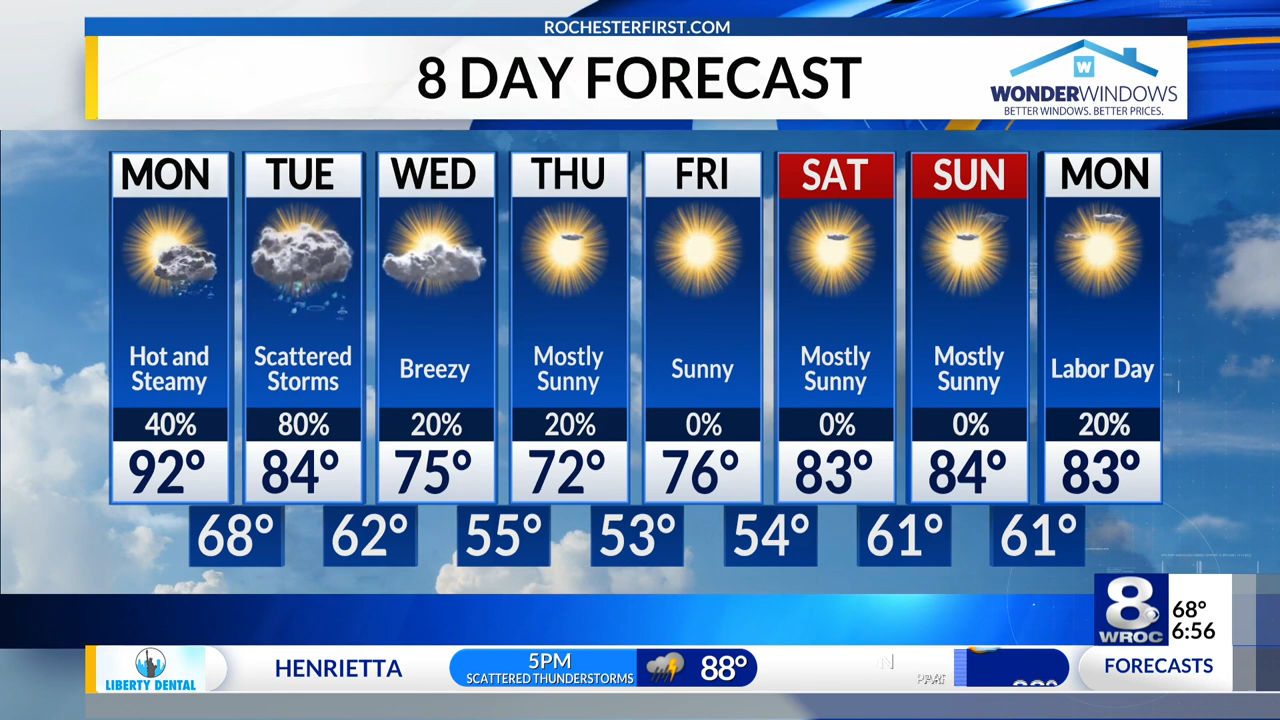 ROCHESTERFIRST.COM
8 DAY FORECAST
W
WONDERWINDOWS
BETTER WINDOWS. BETTER PRICES.
MON TUE WED THU FRI SAT SUN MON
Hot and Steamy Scattered Storms Breezy Mostly Sunny Sunny Mostly Sunny Mostly Sunny Labor Day
40% 80% 20% 20% 0% 0% 0% 20%
92° 84° 75° 72° 76° 83° 84° 83°
68° 62° 55° 53° 54° 61° 61°
8
WROC
68°
6:56
LIBERTY DENTAL
HENRIETTA
5PM
SCATTERED THUNDERSTORMS
88°
FORECASTS